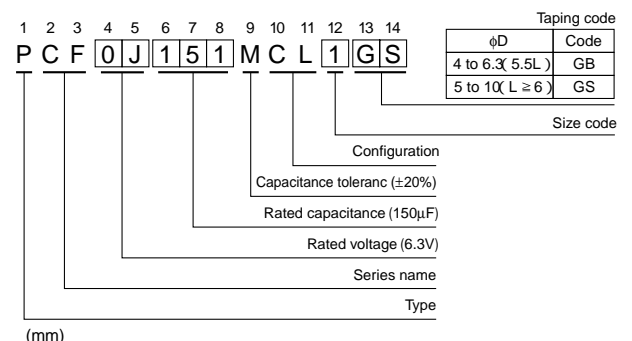 Taping code
1 2 3 4 5 6 7 8 9 10 11 12 13 14
P C F 0 J 1 5 1 M C L 1 G S
φD Code
4 to 6.3( 5.5L ) GB
5 to 10( L ≧ 6 ) GS
Size code
Configuration
Capacitance toleranc (±20%)
Rated capacitance (150μF)
Rated voltage (6.3V)
Series name
Type
(mm)